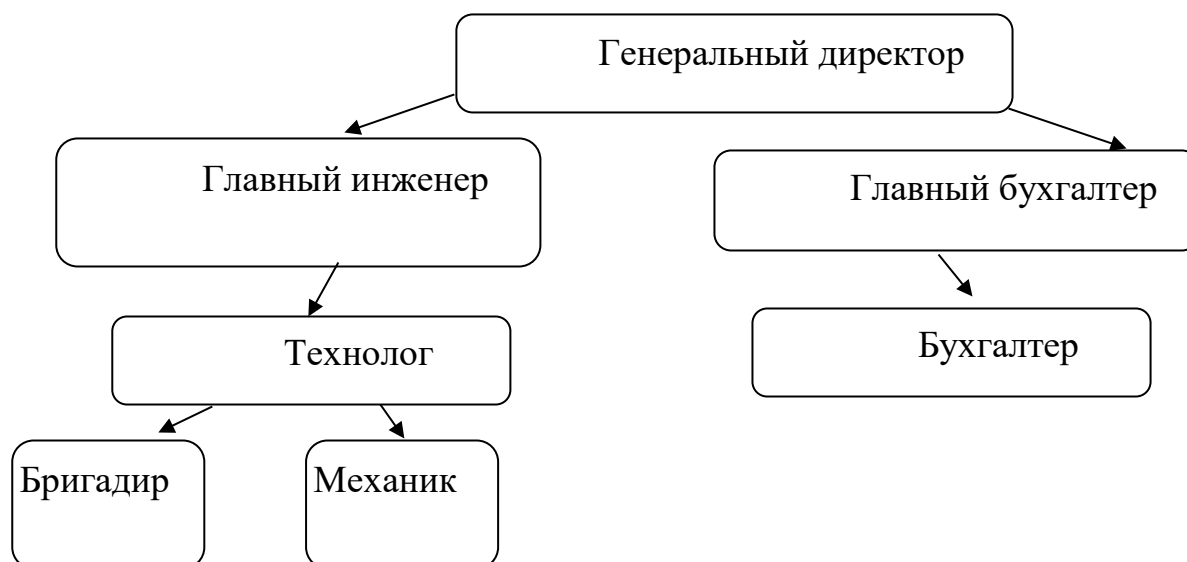 Генеральный директор
Главный инженер
Главный бухгалтер
Технолог
Бухгалтер
Бригадир
Механик